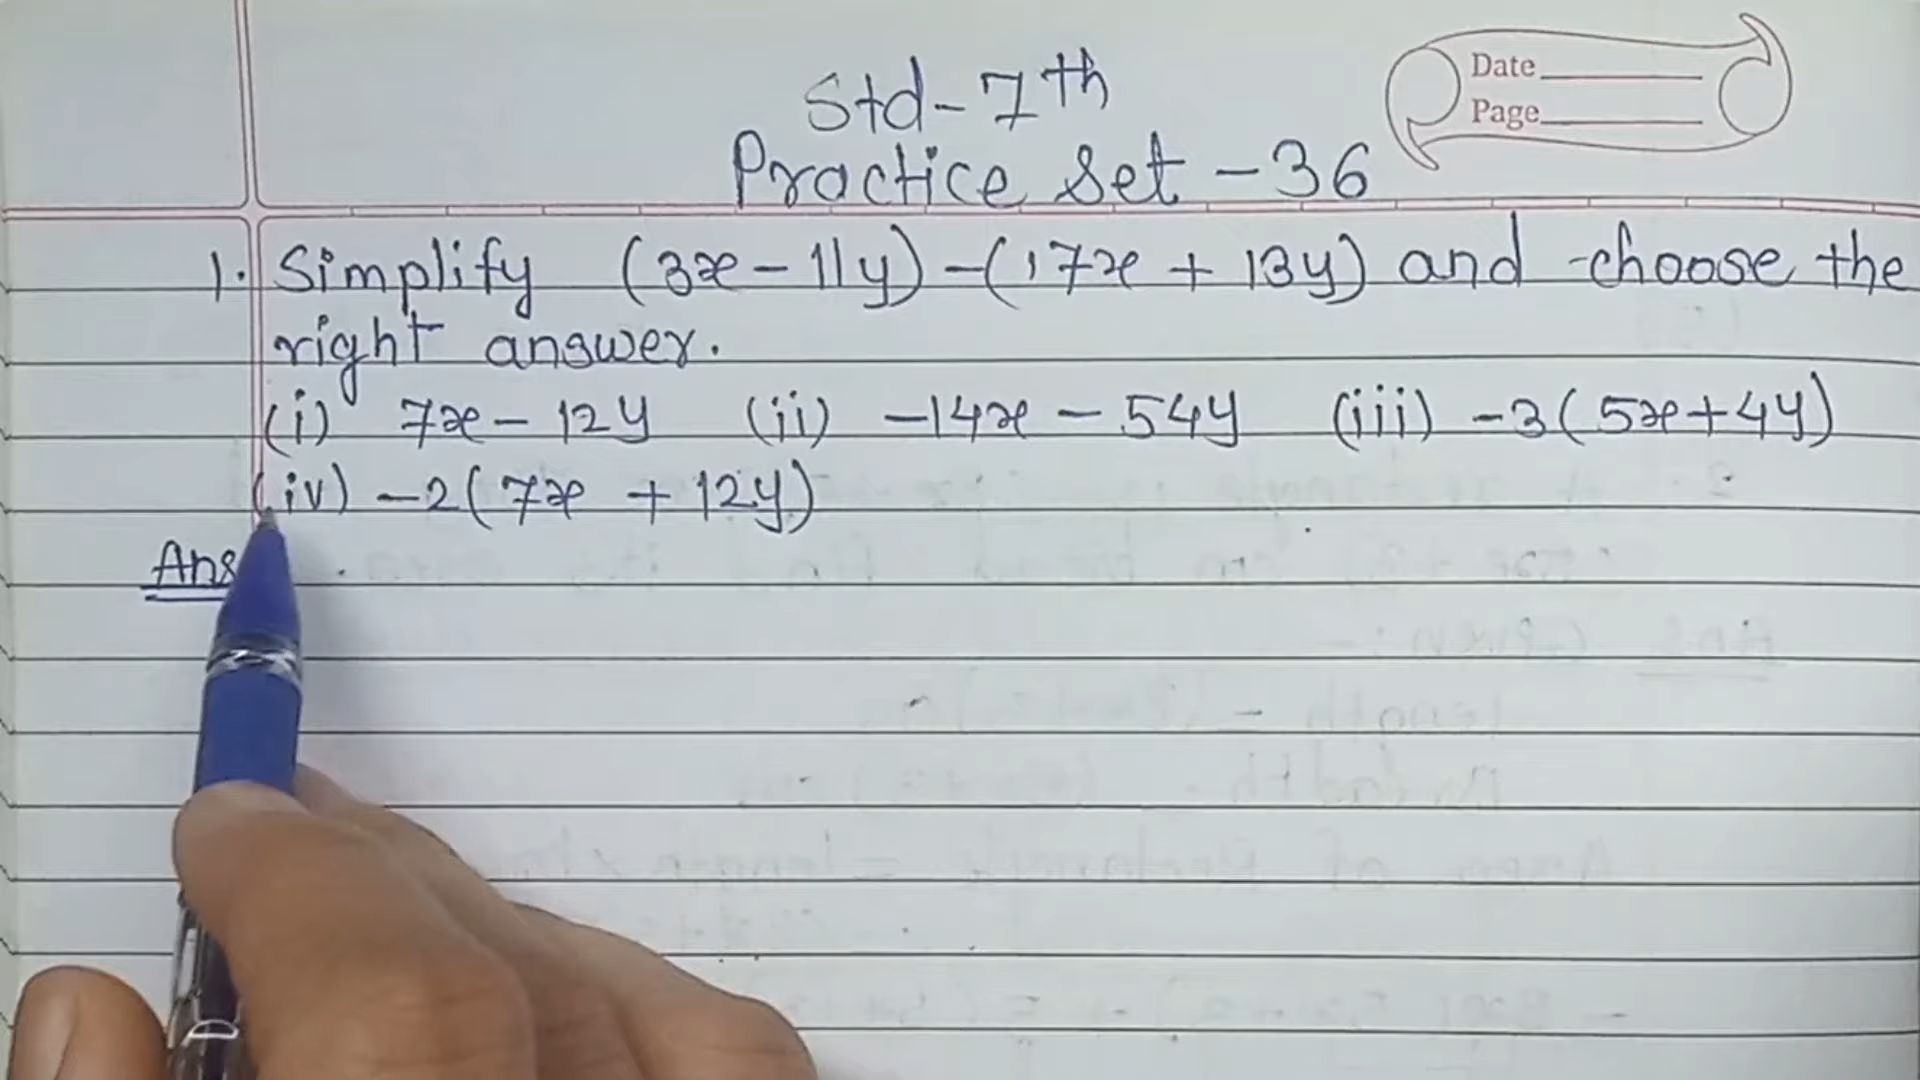 Std-7th
Date
Page
Practice Set - 36
1. Simplify (3x - 11y) - (17x + 13y) and choose the
right answer.
(i) 7x - 12y (ii) -14x - 54y (iii) -3(5x+4y)
(iv) -2(7x + 12y)
Ans